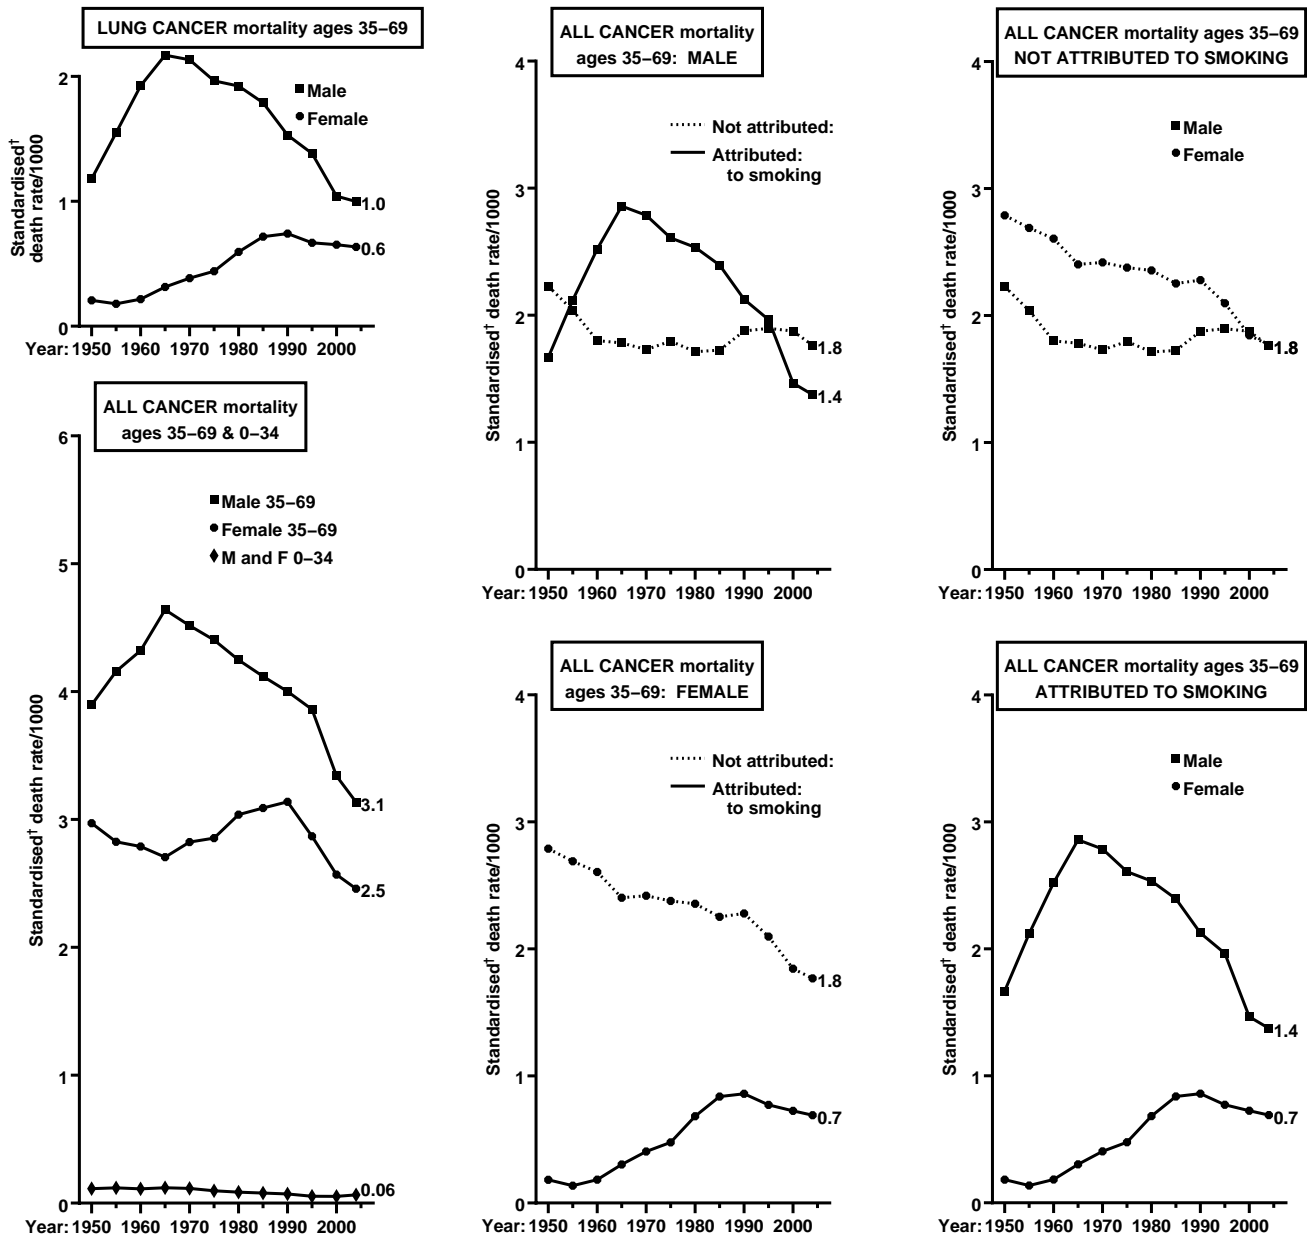 LUNG CANCER mortality ages 35–69
Standardised†
death rate/1000
2
1
0
Male
Female
1.0
0.6
Year: 1950 1960 1970 1980 1990 2000
ALL CANCER mortality
ages 35–69 & 0–34
Standardised† death rate/1000
6
5
4
3
2
1
0
Male 35–69
Female 35–69
M and F 0–34
3.1
2.5
0.06
Year: 1950 1960 1970 1980 1990 2000
ALL CANCER mortality
ages 35–69: MALE
Standardised† death rate/1000
4
3
2
1
0
Not attributed:
Attributed:
to smoking
1.8
1.4
Year: 1950 1960 1970 1980 1990 2000
ALL CANCER mortality
ages 35–69: FEMALE
Standardised† death rate/1000
4
3
2
1
0
Not attributed:
Attributed:
to smoking
1.8
0.7
Year: 1950 1960 1970 1980 1990 2000
ALL CANCER mortality ages 35–69
NOT ATTRIBUTED TO SMOKING
Standardised† death rate/1000
4
3
2
1
0
Male
Female
1.8
Year: 1950 1960 1970 1980 1990 2000
ALL CANCER mortality ages 35–69
ATTRIBUTED TO SMOKING
Standardised† death rate/1000
4
3
2
1
0
Male
Female
1.4
0.7
Year: 1950 1960 1970 1980 1990 2000